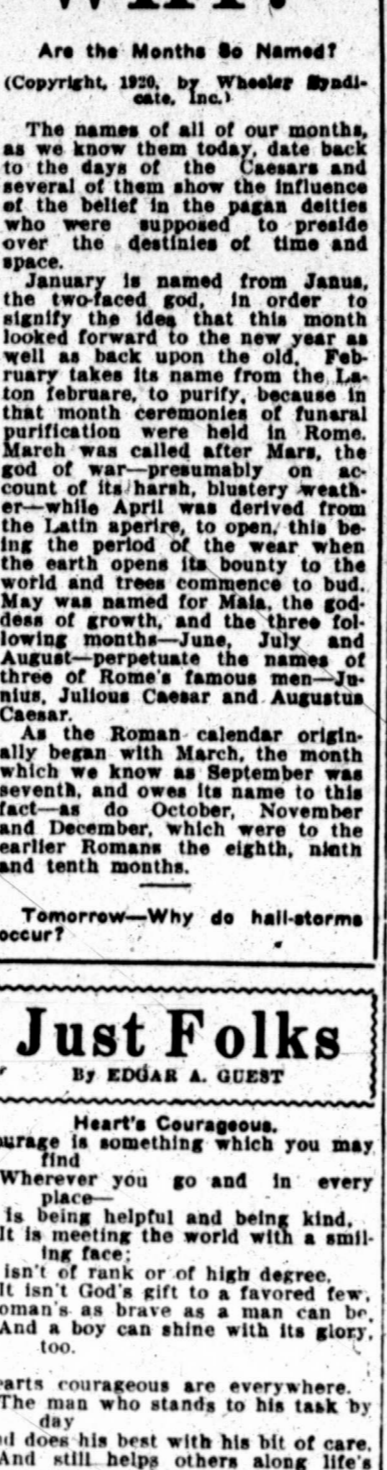 WHY?
Are the Months So Named?
(Copyright, 1920, by Wheeler Syndi-
cate, Inc.)
The names of all of our months,
as we know them today, date back
to the days of the Caesars and
several of them show the influence
of the belief in the pagan deities
who were supposed to preside
over the destinies of time and
space.
January is named from Janus,
the two-faced god, in order to
signify the idea that this month
looked forward to the new year as
well as back upon the old. Feb-
ruary takes its name from the La-
ton februare, to purify, because in
that month ceremonies of funaral
purification were held in Rome.
March was called after Mars, the
god of war—presumably on ac-
count of its harsh, blustery weath-
er—while April was derived from
the Latin aperire, to open, this be-
ing the period of the wear when
the earth opens its bounty to the
world and trees commence to bud.
May was named for Maia, the god-
dess of growth, and the three fol-
lowing months—June, July and
August—perpetuate the names of
three of Rome's famous men—Ju-
nius, Julious Caesar and Augustus
Caesar.
As the Roman calendar origin-
ally began with March, the month
which we know as September was
seventh, and owes its name to this
fact—as do October, November
and December, which were to the
earlier Romans the eighth, ninth
and tenth months.
Tomorrow—Why do hail-storms
occur?
Just Folks
By EDGAR A. GUEST
Heart's Courageous.
urage is something which you may
find
Wherever you go and in every
place—
is being helpful and being kind,
It is meeting the world with a smil-
ing face;
isn't of rank or of high degree,
It isn't God's gift to a favored few,
oman's as brave as a man can be,
And a boy can shine with its glory,
too.
earts courageous are everywhere.
The man who stands to his task by
day
d does his best with his bit of care,
And still helps others along life's